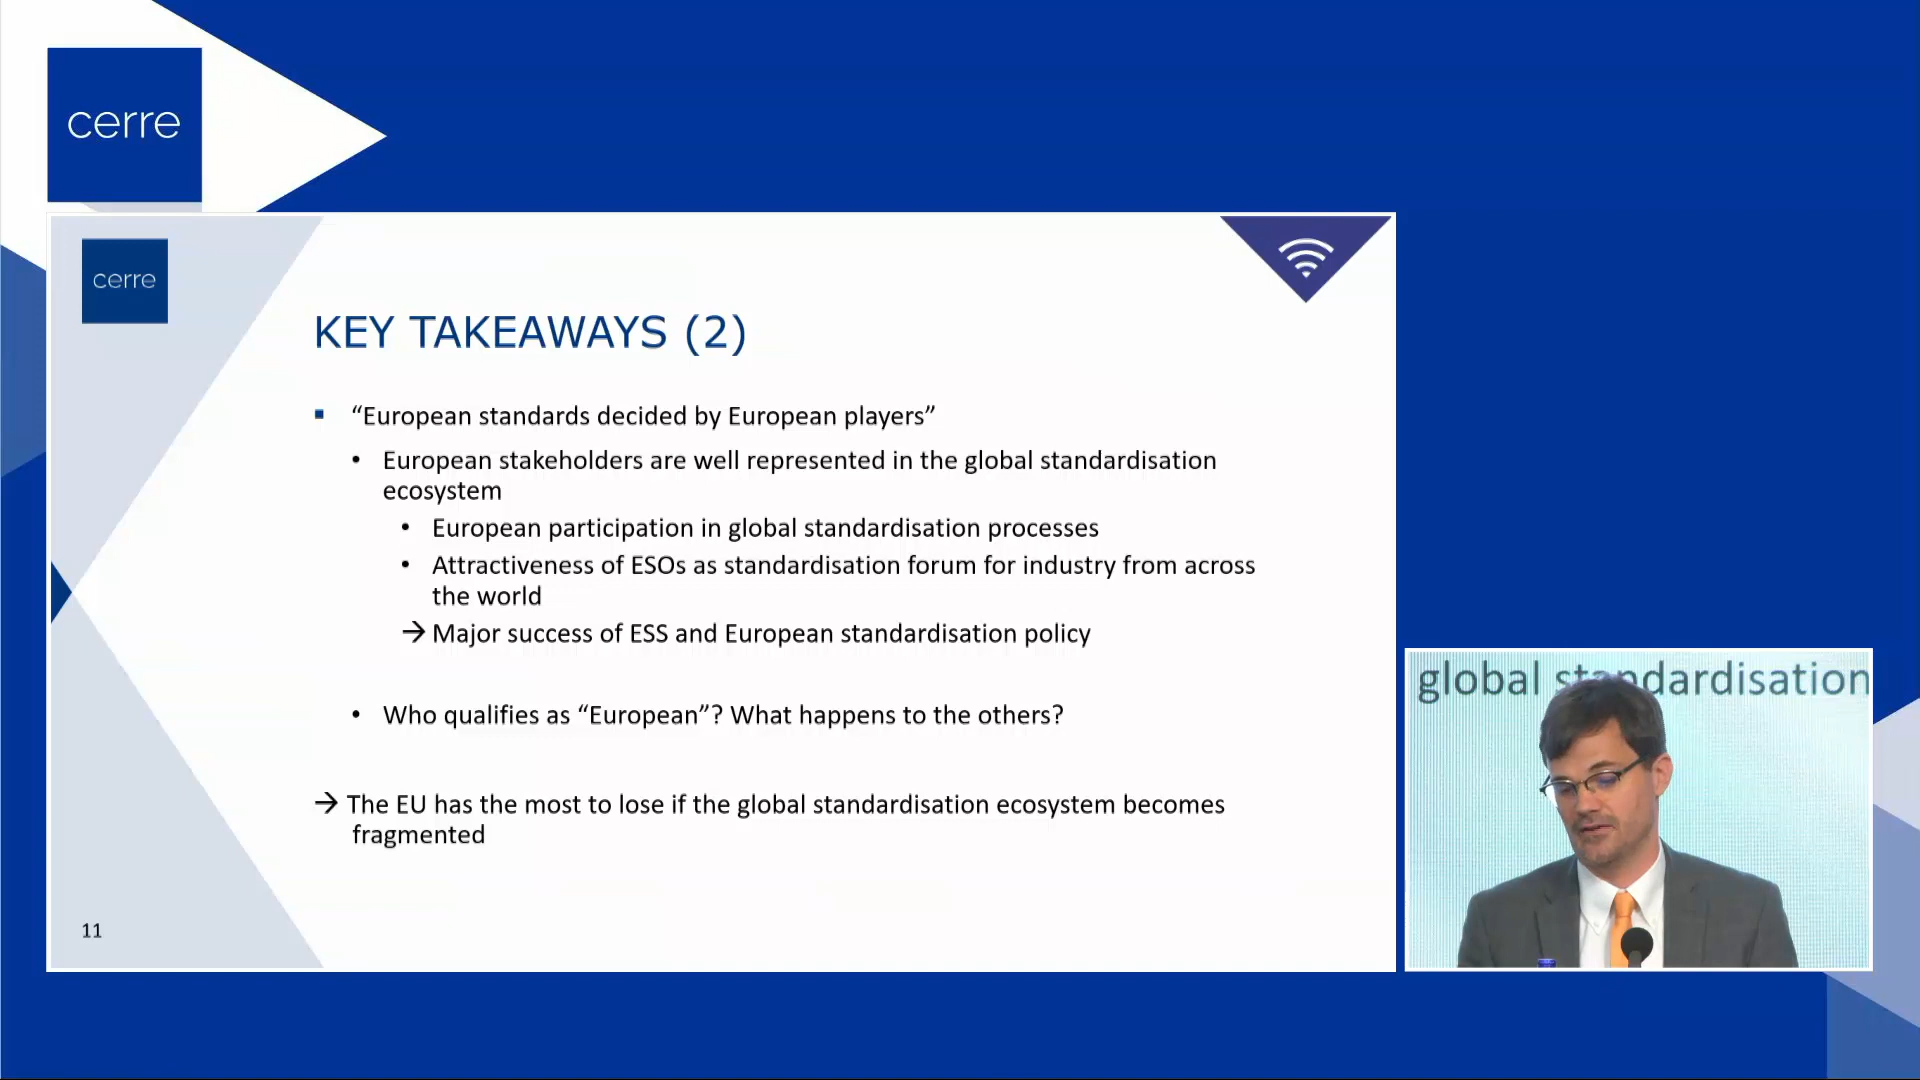 cerre
cerre
KEY TAKEAWAYS (2)
▪ “European standards decided by European players”
• European stakeholders are well represented in the global standardisation
ecosystem
• European participation in global standardisation processes
• Attractiveness of ESOs as standardisation forum for industry from across
the world
→ Major success of ESS and European standardisation policy
• Who qualifies as “European”? What happens to the others?
→ The EU has the most to lose if the global standardisation ecosystem becomes
fragmented
11
global standardisation